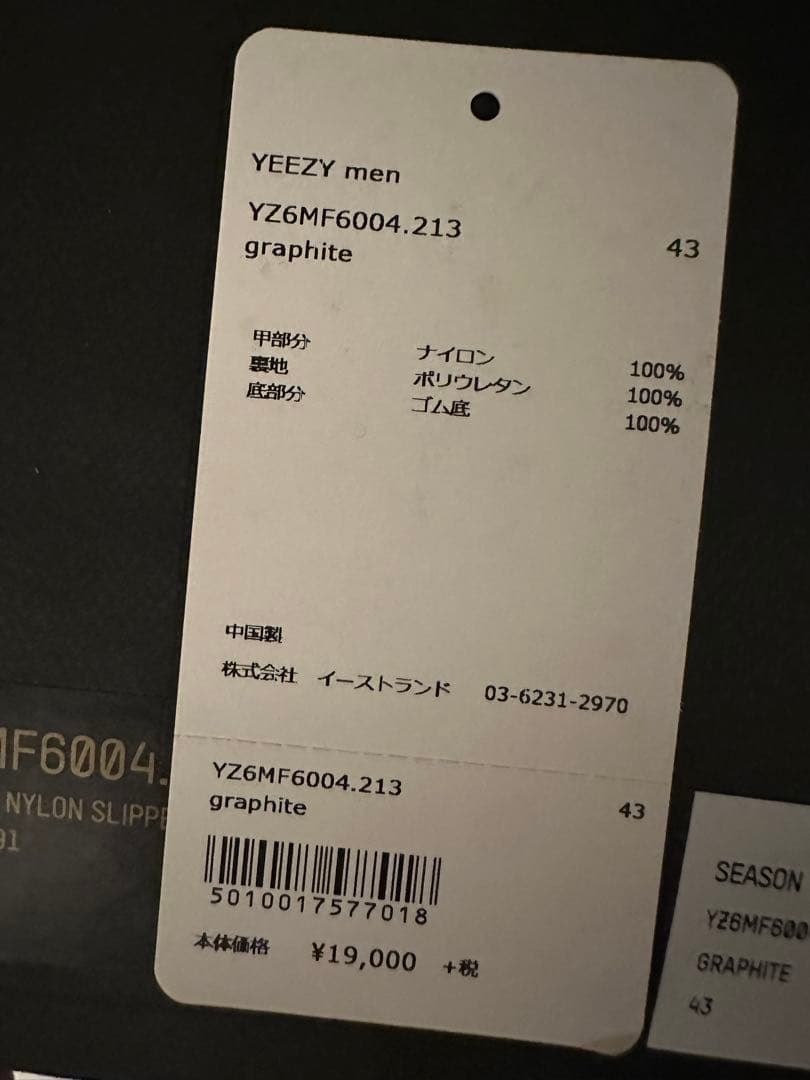 YEEZY men
YZ6MF6004.213
graphite 43
甲部分 ナイロン 100%
裏地 ポリウレタン 100%
底部分 ゴム底 100%
中国製
株式会社 イーストランド 03-6231-2970
YZ6MF6004.213
graphite 43
5010017577018
本体価格 ¥19,000 +税
MF6004.
NYLON SLIPPE
91
SEASON
YZ6MF600
GRAPHITE
43